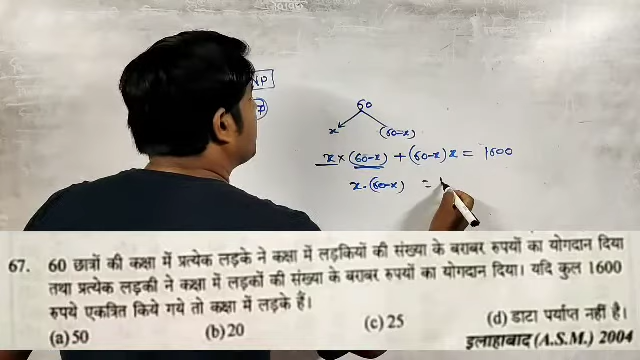 NP
60
x (60-x)
x × (60-x) + (60-x) x = 1600
x · (60-x) =
67. 60 छात्रों की कक्षा में प्रत्येक लड़के ने कक्षा में लड़कियों की संख्या के बराबर रुपयों का योगदान दिया
तथा प्रत्येक लड़की ने कक्षा में लड़कों की संख्या के बराबर रुपयों का योगदान दिया। यदि कुल 1600
रुपये एकत्रित किये गये तो कक्षा में लड़के हैं।
(a) 50 (b) 20 (c) 25 (d) डाटा पर्याप्त नहीं है।
इलाहाबाद (A.S.M.) 2004